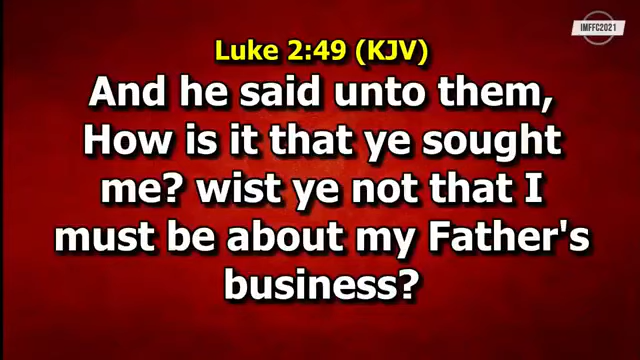 IMFFC2021
Luke 2:49 (KJV)
And he said unto them,
How is it that ye sought
me? wist ye not that I
must be about my Father's
business?